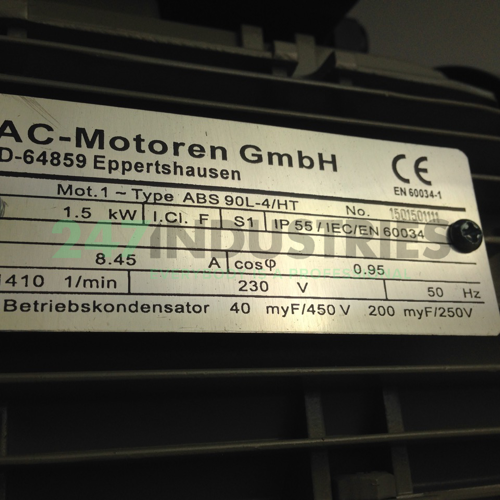 AC-Motoren GmbH
D-64859 Eppertshausen
CE
EN 60034-1
Mot.1 ~ Type ABS 90L-4/HT No. 1501501111
1.5 kW I.Cl. F S1 IP 55 / IEC/EN 60034
247INDUSTRIES
8.45 A cosφ 0.95
1410 1/min 230 V 50 Hz
Betriebskondensator 40 myF/450 V 200 myF/250V